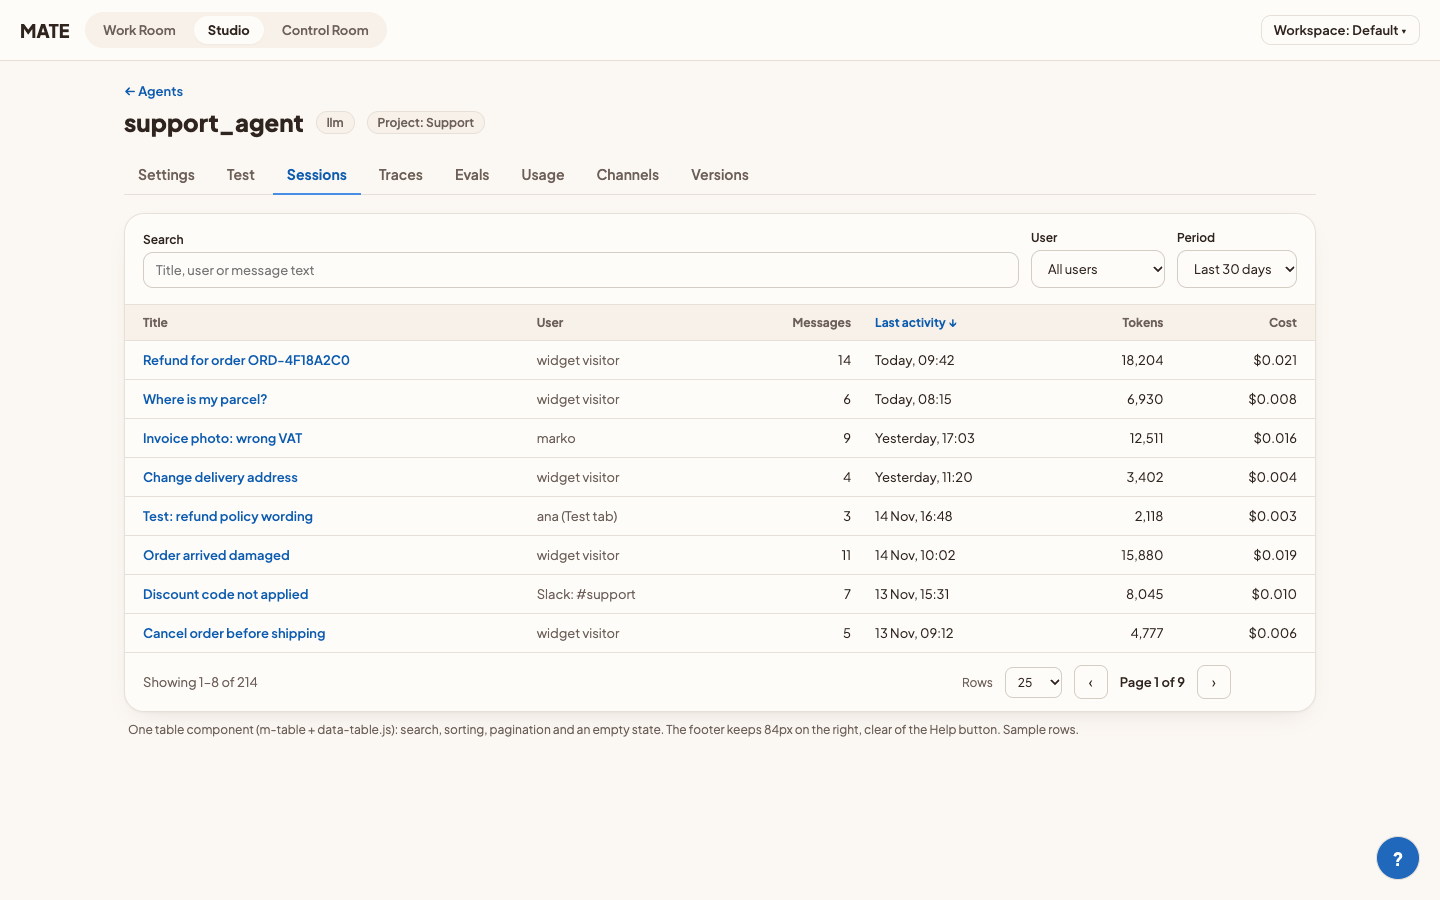 MATE Work Room Studio Control Room Workspace: Default ▾
← Agents
support_agent llm Project: Support
Settings Test Sessions Traces Evals Usage Channels Versions
Search User Period
Title, user or message text All users Last 30 days
Title User Messages Last activity ↓ Tokens Cost
Refund for order ORD-4F18A2C0 widget visitor 14 Today, 09:42 18,204 $0.021
Where is my parcel? widget visitor 6 Today, 08:15 6,930 $0.008
Invoice photo: wrong VAT marko 9 Yesterday, 17:03 12,511 $0.016
Change delivery address widget visitor 4 Yesterday, 11:20 3,402 $0.004
Test: refund policy wording ana (Test tab) 3 14 Nov, 16:48 2,118 $0.003
Order arrived damaged widget visitor 11 14 Nov, 10:02 15,880 $0.019
Discount code not applied Slack: #support 7 13 Nov, 15:31 8,045 $0.010
Cancel order before shipping widget visitor 5 13 Nov, 09:12 4,777 $0.006
Showing 1–8 of 214 Rows 25 ‹ Page 1 of 9 ›
One table component (m-table + data-table.js): search, sorting, pagination and an empty state. The footer keeps 84px on the right, clear of the Help button. Sample rows.
?